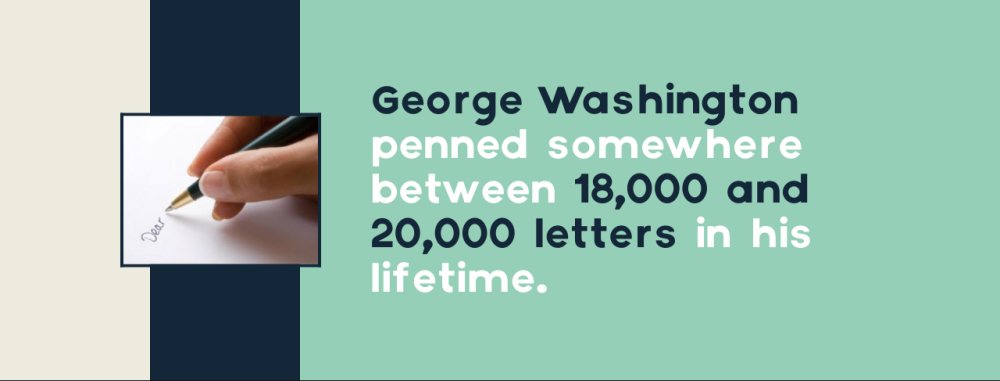 George Washington
penned somewhere
between 18,000 and
20,000 letters in his
lifetime.
Dear